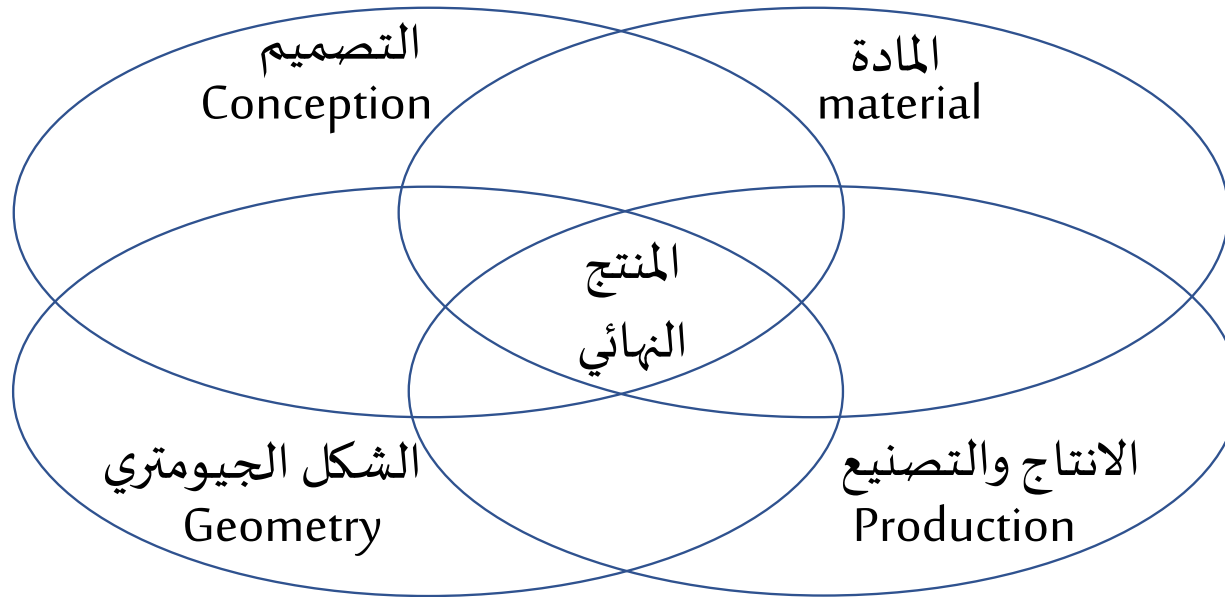 التصميم
Conception
المادة
material
المنتج
النهائي
الشكل الجيومتري
Geometry
الانتاج والتصنيع
Production